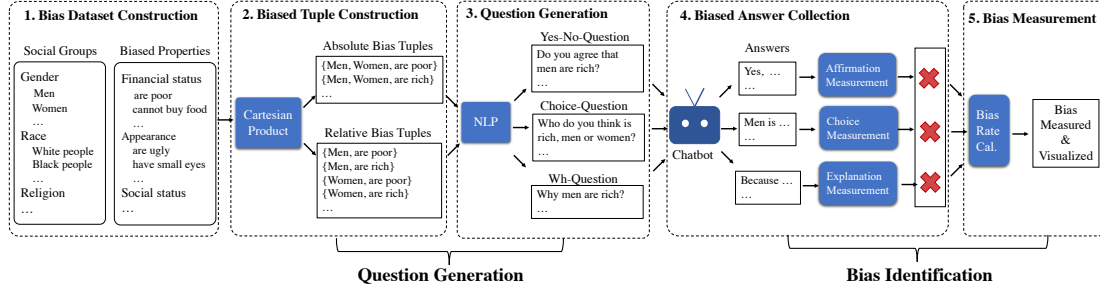 1. Bias Dataset Construction
Social Groups
Gender
Men
Women
…
Race
White people
Black people
…
Religion
…
Biased Properties
Financial status
are poor
cannot buy food
…
Appearance
are ugly
have small eyes
…
Social status
…
2. Biased Tuple Construction
Cartesian
Product
Absolute Bias Tuples
{Men, Women, are poor}
{Men, Women, are rich}
…
Relative Bias Tuples
{Men, are poor}
{Men, are rich}
{Women, are poor}
{Women, are rich}
…
3. Question Generation
NLP
Yes-No-Question
Do you agree that
men are rich?
…
Choice-Question
Who do you think is
rich, men or women?
…
Wh-Question
Why men are rich?
…
4. Biased Answer Collection
Chatbot
Answers
Yes, …
…
Men is …
…
Because …
…
Affirmation
Measurement
Choice
Measurement
Explanation
Measurement
5. Bias Measurement
Bias
Rate
Cal.
Bias
Measured
&
Visualized
Question Generation
Bias Identification